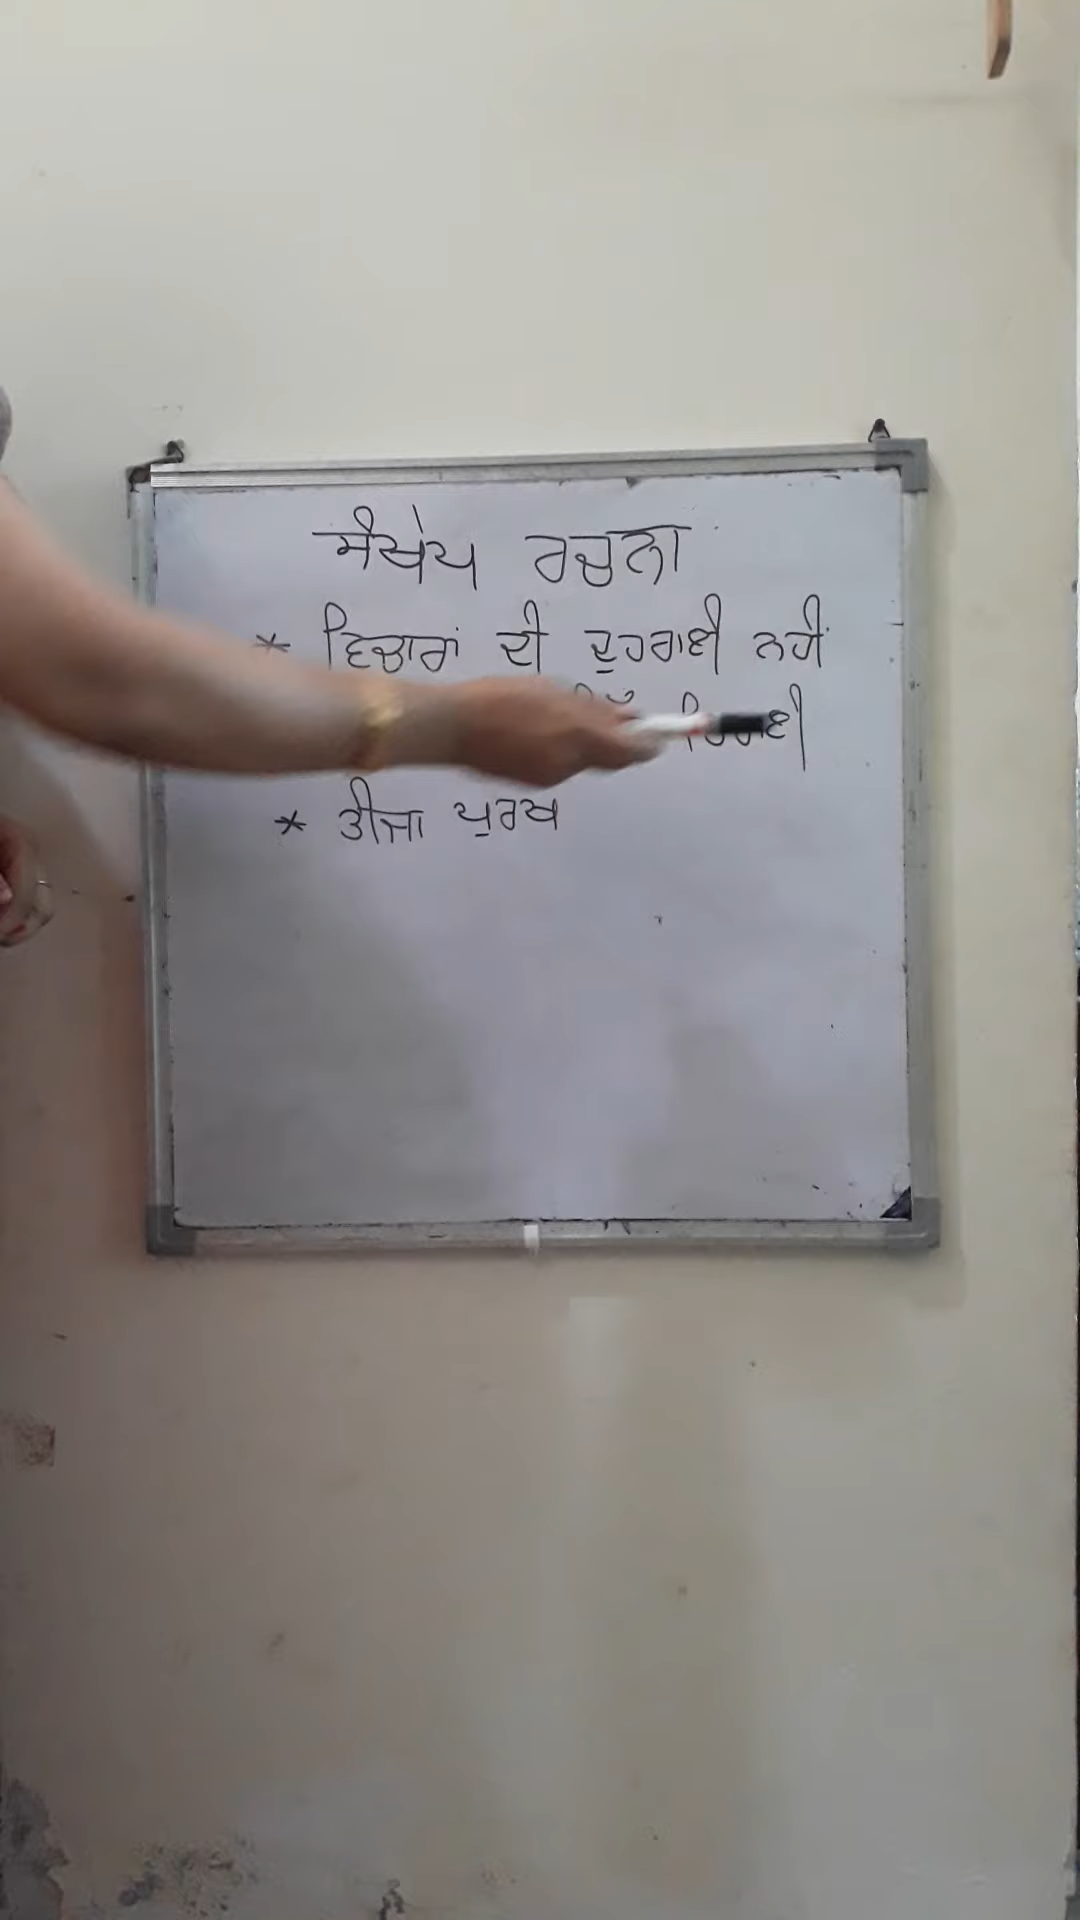 ਸੰਖੇਪ ਰਚਨਾ
* ਵਿਚਾਰਾਂ ਦੀ ਦੁਹਰਾਈ ਨਹੀਂ
* ਤੀਜਾ ਪੁਰਖ